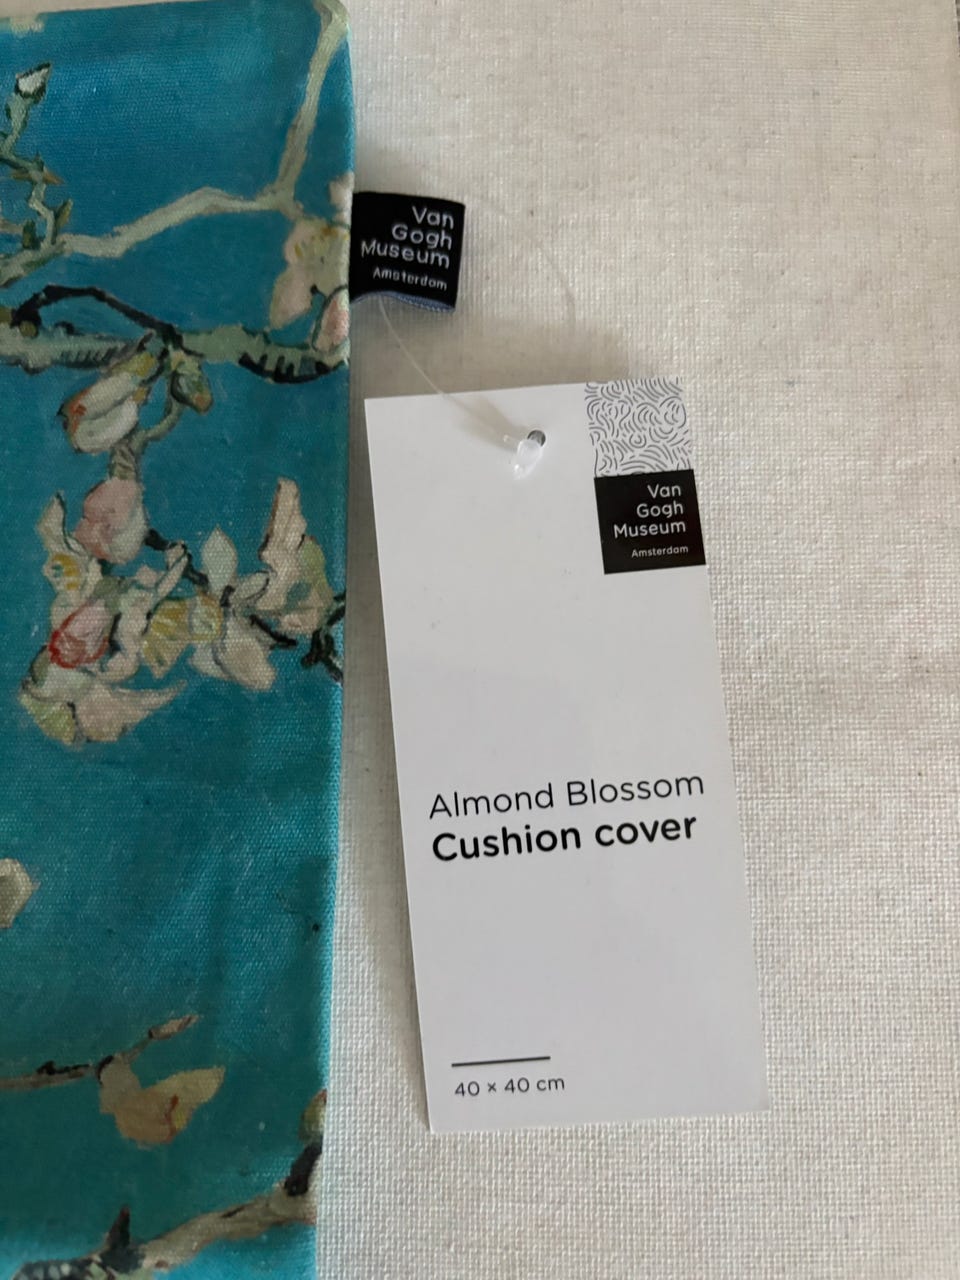 Van
Gogh
Museum
Amsterdam
Van
Gogh
Museum
Amsterdam
Almond Blossom
Cushion cover
40 × 40 cm